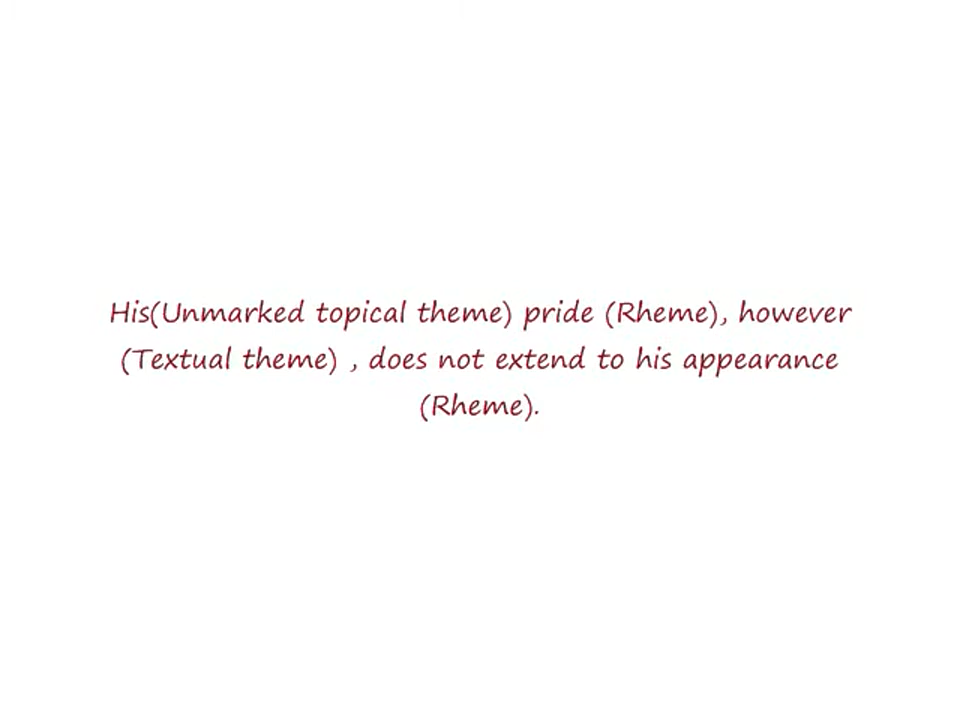 His(Unmarked topical theme) pride (Rheme), however
(Textual theme) , does not extend to his appearance
(Rheme).